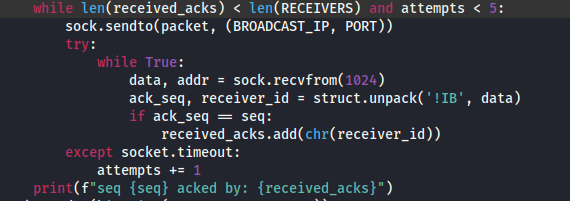 while len(received_acks) < len(RECEIVERS) and attempts < 5:
sock.sendto(packet, (BROADCAST_IP, PORT))
try:
while True:
data, addr = sock.recvfrom(1024)
ack_seq, receiver_id = struct.unpack('!IB', data)
if ack_seq == seq:
received_acks.add(chr(receiver_id))
except socket.timeout:
attempts += 1
print(f"seq {seq} acked by: {received_acks}")